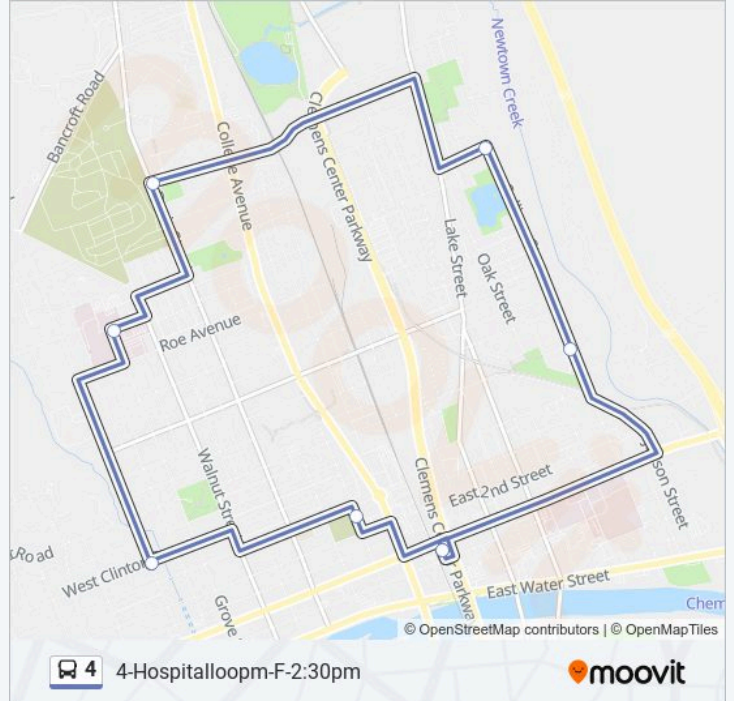 Newtown Creek
Bancroft Road
College Avenue
Clemens Center Parkway
Lake Street
Oak Street
Roe Avenue
Walnut Stre
East 2nd Street
Clemens C
son Street
Road
West Clinton
Parkway
East Water Street
Grove
Chem
© OpenStreetMap contributors | © OpenMapTiles
4 4-Hospitalloopm-F-2:30pm
moovit